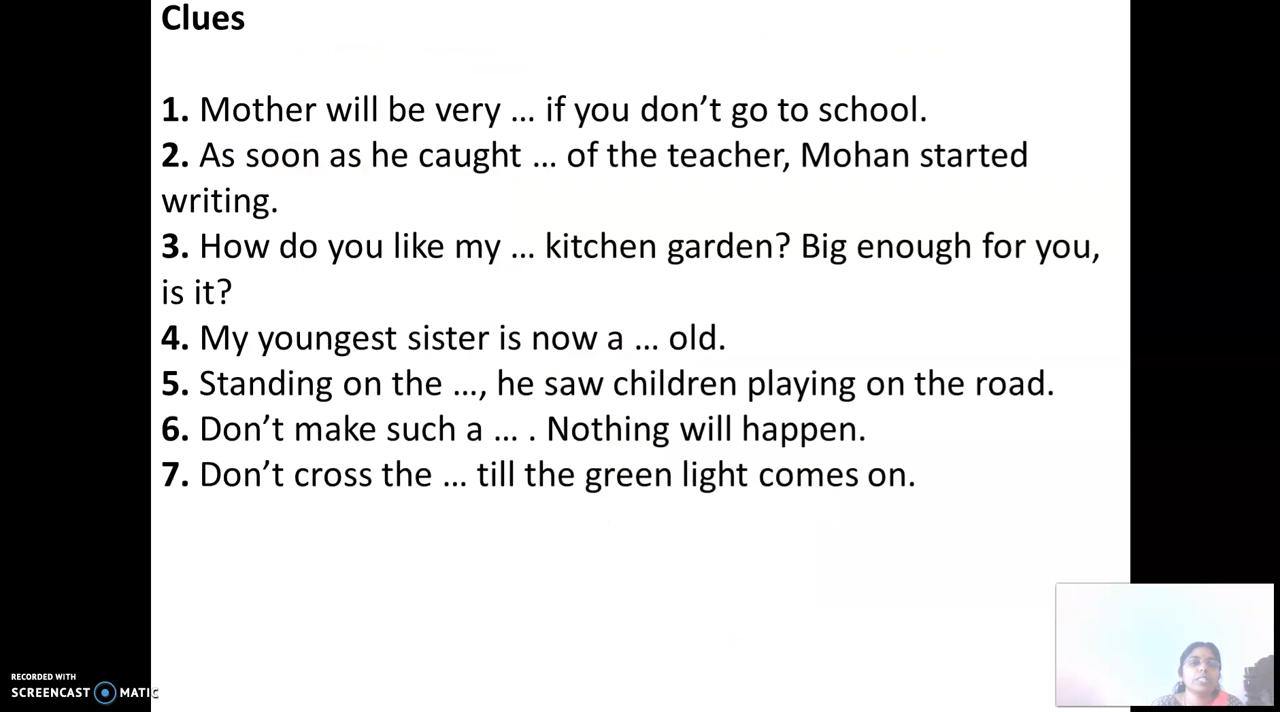 Clues
1. Mother will be very ... if you don't go to school.
2. As soon as he caught ... of the teacher, Mohan started
writing.
3. How do you like my ... kitchen garden? Big enough for you,
is it?
4. My youngest sister is now a ... old.
5. Standing on the ..., he saw children playing on the road.
6. Don't make such a ... . Nothing will happen.
7. Don't cross the ... till the green light comes on.
RECORDED WITH
SCREENCAST MATIC